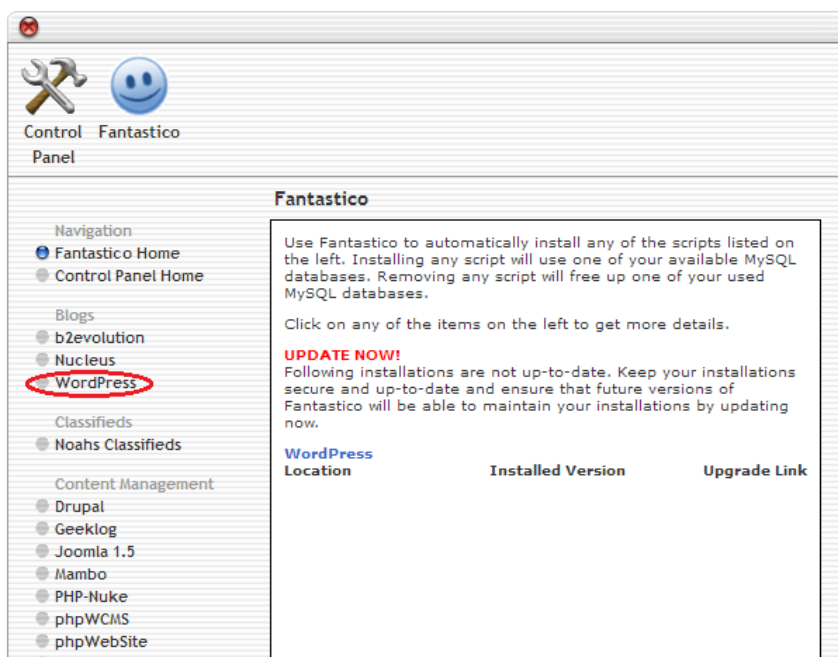 Control Panel
Fantastico
Fantastico
Navigation
Fantastico Home
Control Panel Home
Blogs
b2evolution
Nucleus
WordPress
Classifieds
Noahs Classifieds
Content Management
Drupal
Geeklog
Joomla 1.5
Mambo
PHP-Nuke
phpWCMS
phpWebSite
Use Fantastico to automatically install any of the scripts listed on
the left. Installing any script will use one of your available MySQL
databases. Removing any script will free up one of your used
MySQL databases.
Click on any of the items on the left to get more details.
UPDATE NOW!
Following installations are not up-to-date. Keep your installations
secure and up-to-date and ensure that future versions of
Fantastico will be able to maintain your installations by updating
now.
WordPress
Location Installed Version Upgrade Link